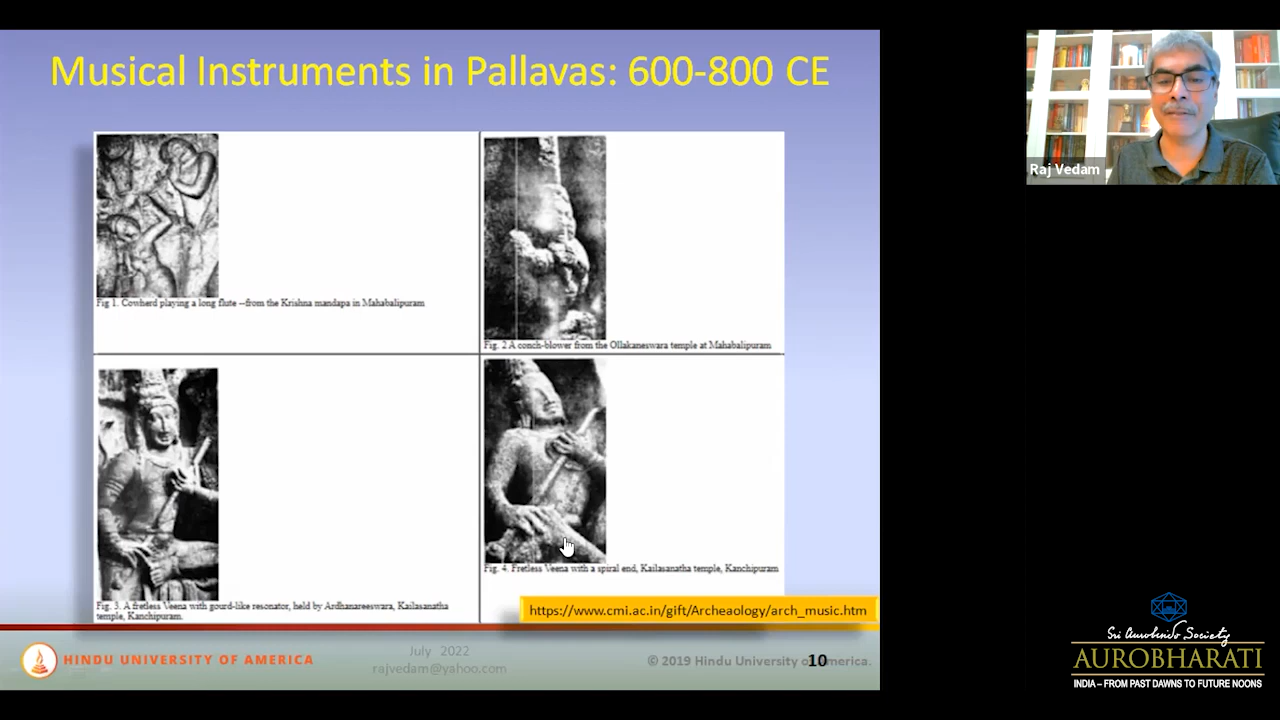 Musical Instruments in Pallavas: 600-800 CE
Raj Vedam
Fig 1. Cowherd playing a long flute --from the Krishna mandapa in Mahabalipuram
Fig. 2 A conch-blower from the Ollakaneswara temple at Mahabalipuram
Fig. 3. A fretless Veena with gourd-like resonator, held by Ardhanareeswara, Kailasanatha
temple, Kanchipuram.
Fig. 4. Fretless Veena with a spiral end, Kailasanatha temple, Kanchipuram
https://www.cmi.ac.in/gift/Archeaology/arch_music.htm
HINDU UNIVERSITY OF AMERICA
July 2022
rajvedam@yahoo.com
© 2019 Hindu University of America.
10
Sri Aurobindo Society
AUROBHARATI
INDIA – FROM PAST DAWNS TO FUTURE NOONS